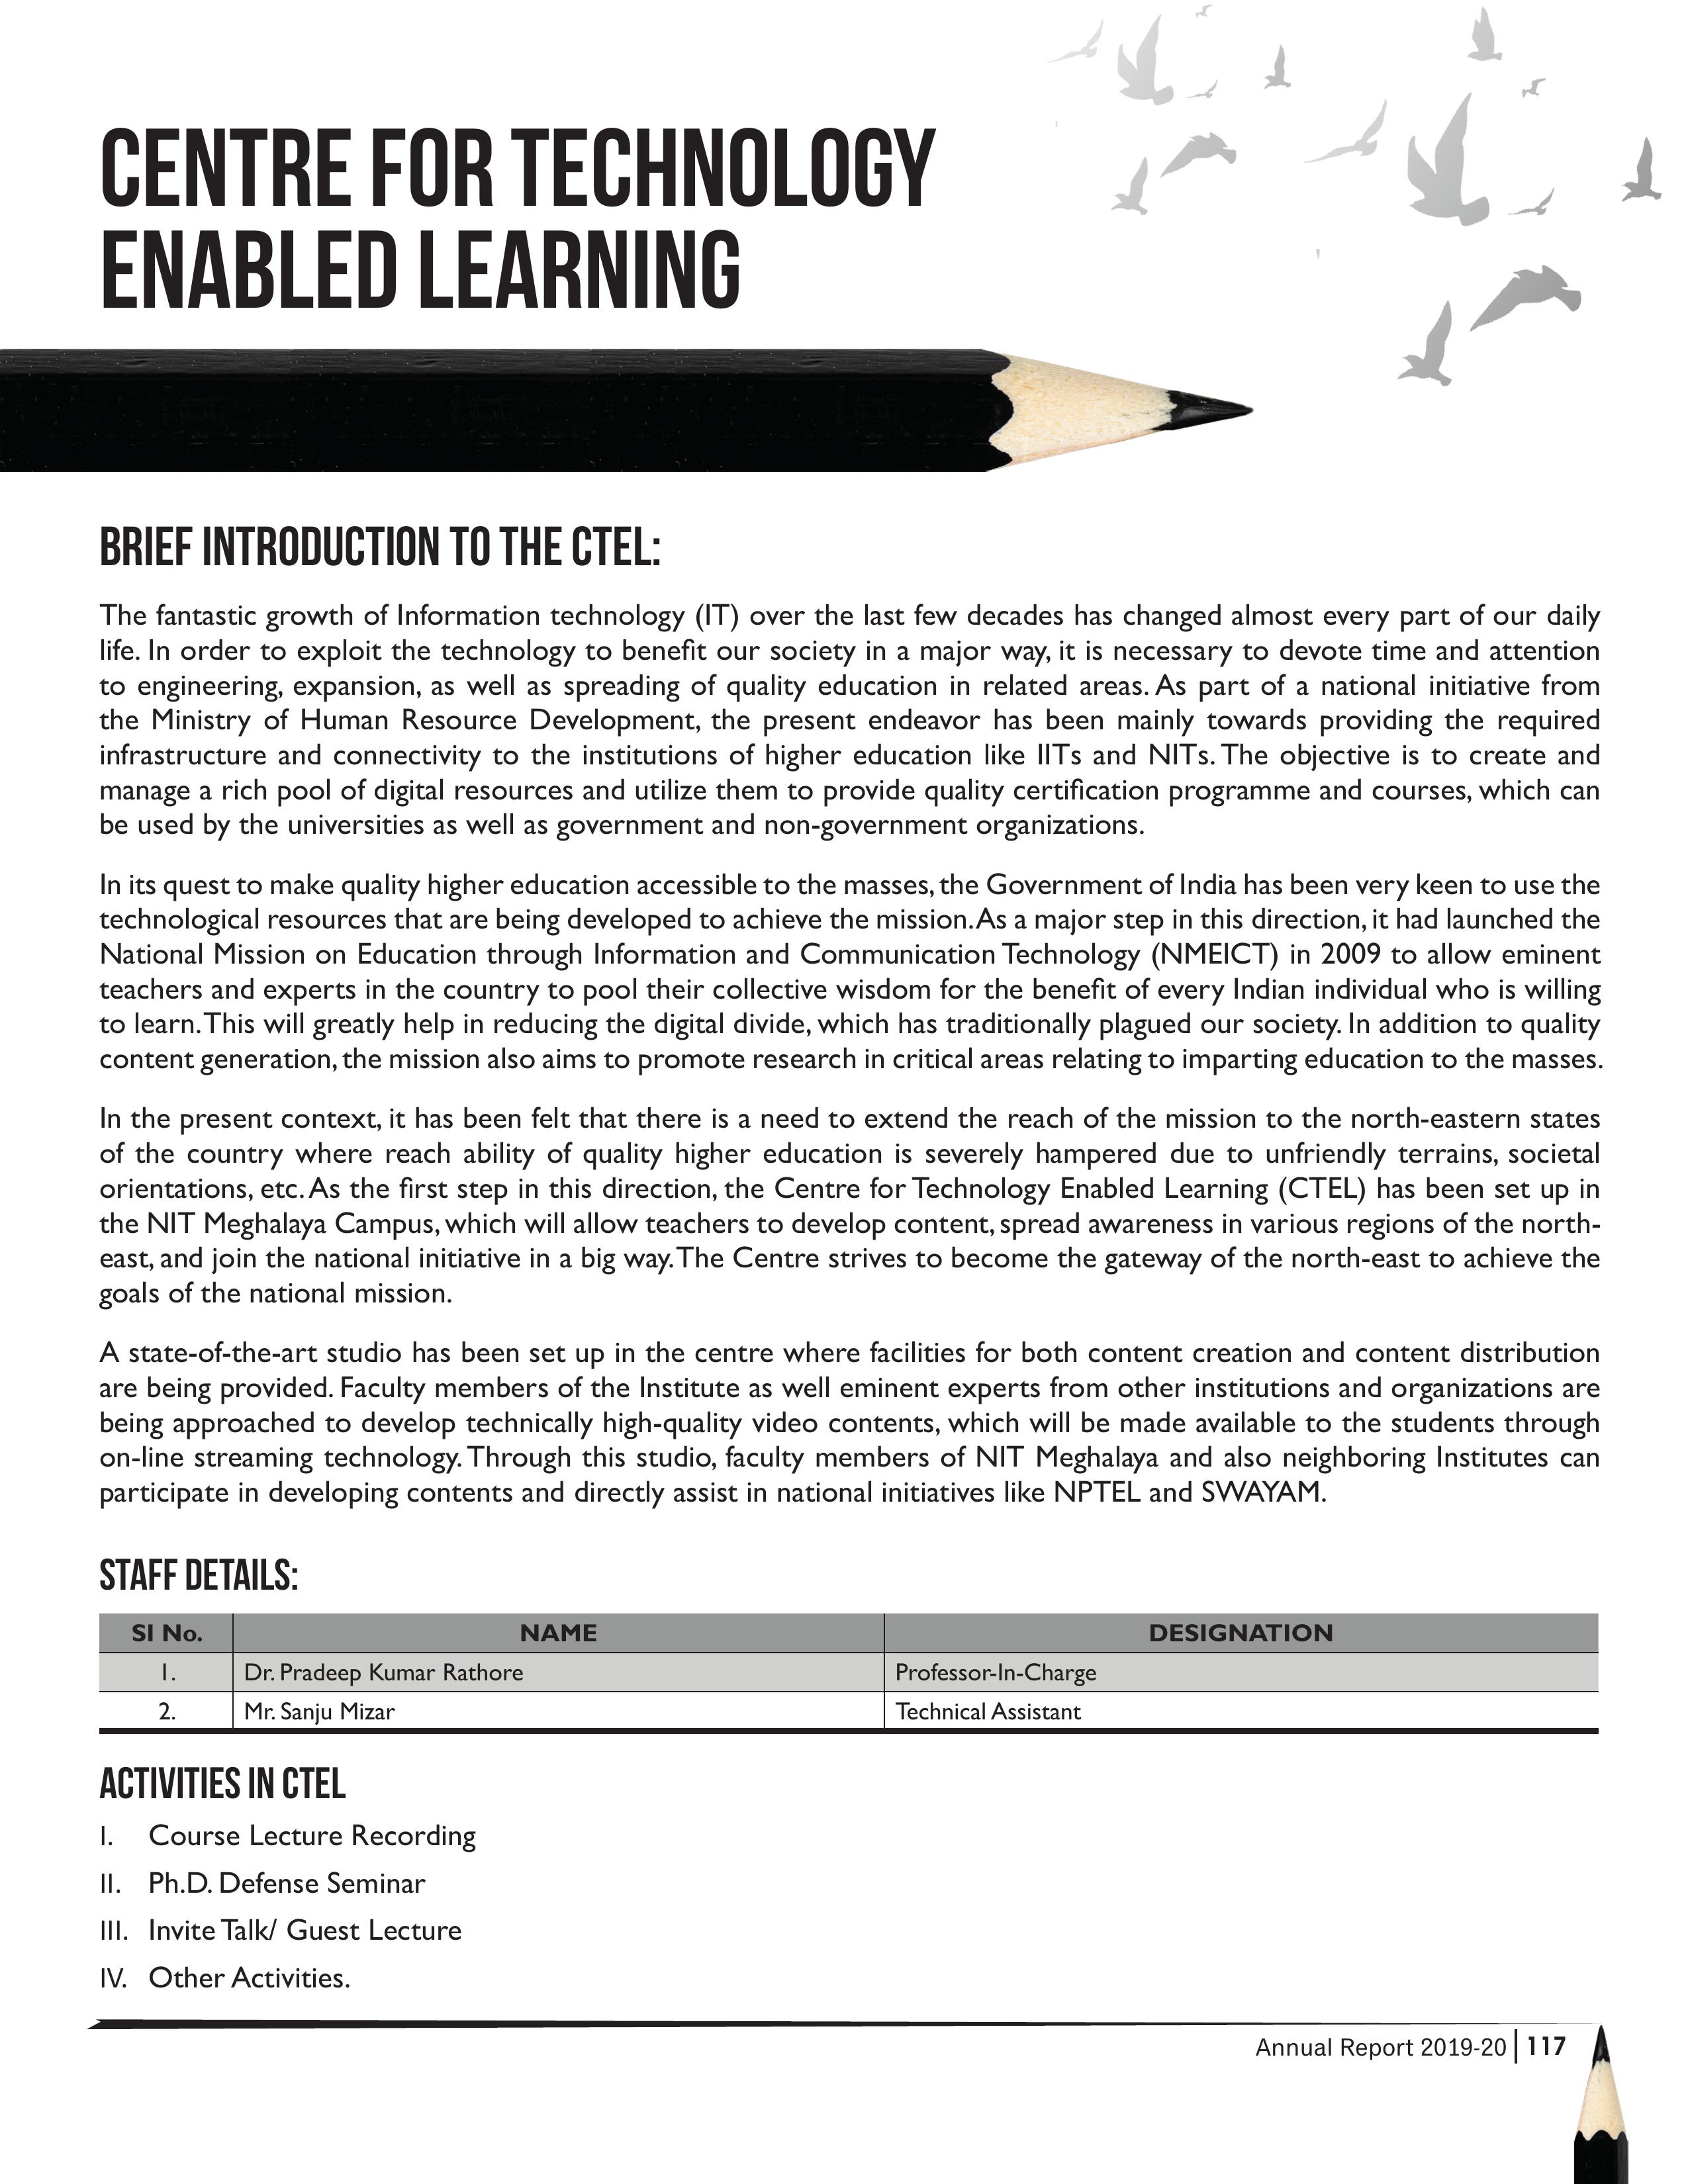 CENTRE FOR TECHNOLOGY
ENABLED LEARNING
BRIEF INTRODUCTION TO THE CTEL:
The fantastic growth of Information technology (IT) over the last few decades has changed almost every part of our daily
life. In order to exploit the technology to benefit our society in a major way, it is necessary to devote time and attention
to engineering, expansion, as well as spreading of quality education in related areas. As part of a national initiative from
the Ministry of Human Resource Development, the present endeavor has been mainly towards providing the required
infrastructure and connectivity to the institutions of higher education like IITs and NITs. The objective is to create and
manage a rich pool of digital resources and utilize them to provide quality certification programme and courses, which can
be used by the universities as well as government and non-government organizations.
In its quest to make quality higher education accessible to the masses, the Government of India has been very keen to use the
technological resources that are being developed to achieve the mission. As a major step in this direction, it had launched the
National Mission on Education through Information and Communication Technology (NMEICT) in 2009 to allow eminent
teachers and experts in the country to pool their collective wisdom for the benefit of every Indian individual who is willing
to learn. This will greatly help in reducing the digital divide, which has traditionally plagued our society. In addition to quality
content generation, the mission also aims to promote research in critical areas relating to imparting education to the masses.
In the present context, it has been felt that there is a need to extend the reach of the mission to the north-eastern states
of the country where reach ability of quality higher education is severely hampered due to unfriendly terrains, societal
orientations, etc. As the first step in this direction, the Centre for Technology Enabled Learning (CTEL) has been set up in
the NIT Meghalaya Campus, which will allow teachers to develop content, spread awareness in various regions of the north-
east, and join the national initiative in a big way. The Centre strives to become the gateway of the north-east to achieve the
goals of the national mission.
A state-of-the-art studio has been set up in the centre where facilities for both content creation and content distribution
are being provided. Faculty members of the Institute as well eminent experts from other institutions and organizations are
being approached to develop technically high-quality video contents, which will be made available to the students through
on-line streaming technology. Through this studio, faculty members of NIT Meghalaya and also neighboring Institutes can
participate in developing contents and directly assist in national initiatives like NPTEL and SWAYAM.
STAFF DETAILS:
SI No. NAME DESIGNATION
1. Dr. Pradeep Kumar Rathore Professor-In-Charge
2. Mr. Sanju Mizar Technical Assistant
ACTIVITIES IN CTEL
I. Course Lecture Recording
II. Ph.D. Defense Seminar
III. Invite Talk/ Guest Lecture
IV. Other Activities.
Annual Report 2019-20 | 117